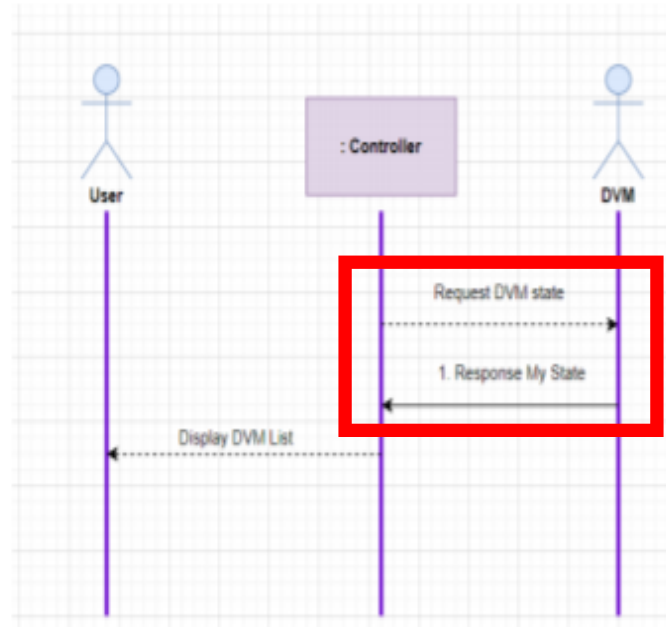 : Controller
User
DVM
Request DVM state
1. Response My State
Display DVM List